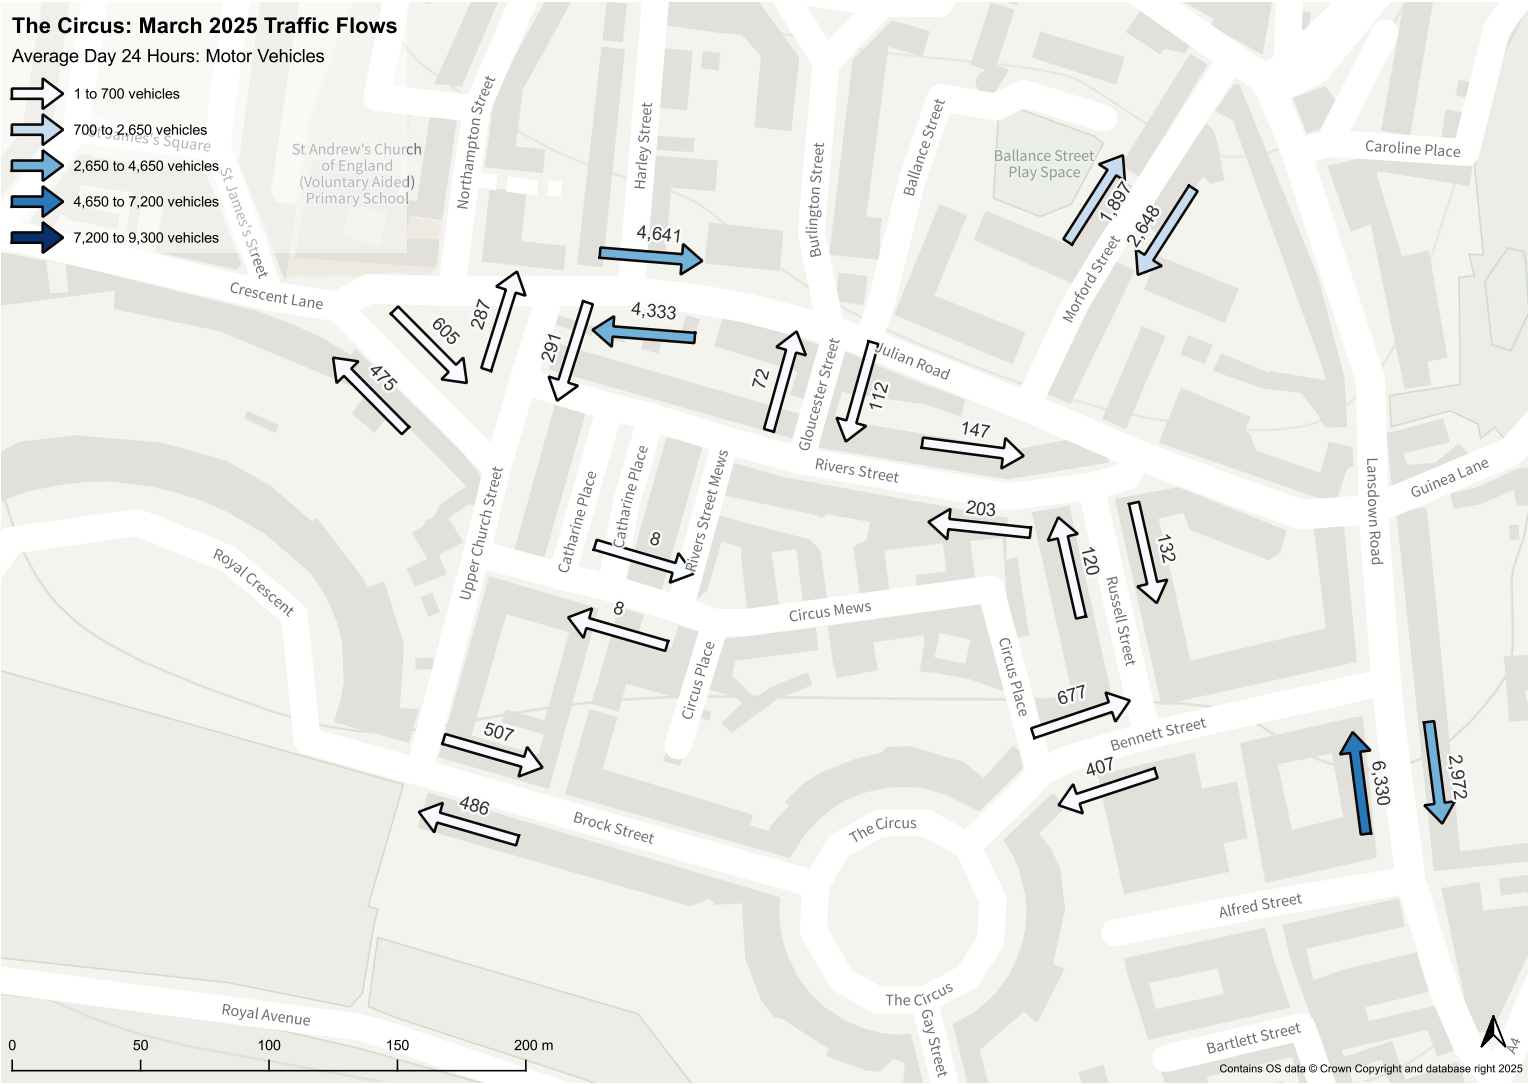 The Circus: March 2025 Traffic Flows
Average Day 24 Hours: Motor Vehicles
1 to 700 vehicles
700 to 2,650 vehicles
2,650 to 4,650 vehicles
4,650 to 7,200 vehicles
7,200 to 9,300 vehicles
St James's Square
St James's Street
St Andrew's Church
of England
(Voluntary Aided)
Primary School
Northampton Street
Harley Street
Burlington Street
Ballance Street
Ballance Street
Play Space
Caroline Place
1,897
2,648
Morford Street
4,641
4,333
Crescent Lane
605
287
291
475
72
Gloucester Street
112
Julian Road
147
Rivers Street
203
Guinea Lane
Lansdown Road
Upper Church Street
Catharine Place
Catharine Place
Rivers Street Mews
8
8
120
132
Russell Street
Royal Crescent
Circus Mews
Circus Place
Circus Place
677
Bennett Street
407
507
486
Brock Street
6,330
2,972
The Circus
The Circus
Gay Street
Alfred Street
Bartlett Street
Royal Avenue
A4
0 50 100 150 200 m
Contains OS data © Crown Copyright and database right 2025